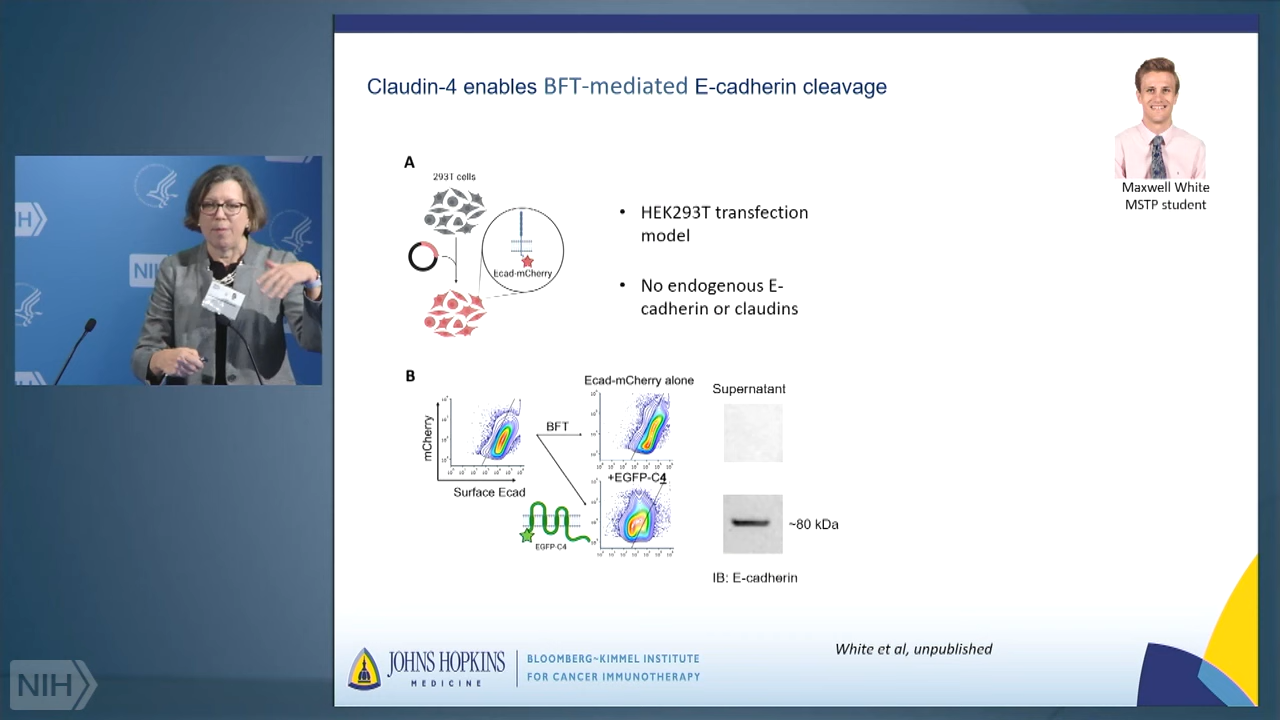 Claudin-4 enables BFT-mediated E-cadherin cleavage
Maxwell White
MSTP student
A
293T cells
Ecad-mCherry
• HEK293T transfection
model
• No endogenous E-
cadherin or claudins
B
Ecad-mCherry alone
Supernatant
mCherry
BFT
Surface Ecad
+EGFP-C4
EGFP-C4
~80 kDa
IB: E-cadherin
White et al, unpublished
JOHNS HOPKINS
MEDICINE
BLOOMBERG~KIMMEL INSTITUTE
FOR CANCER IMMUNOTHERAPY
NIH
NIH